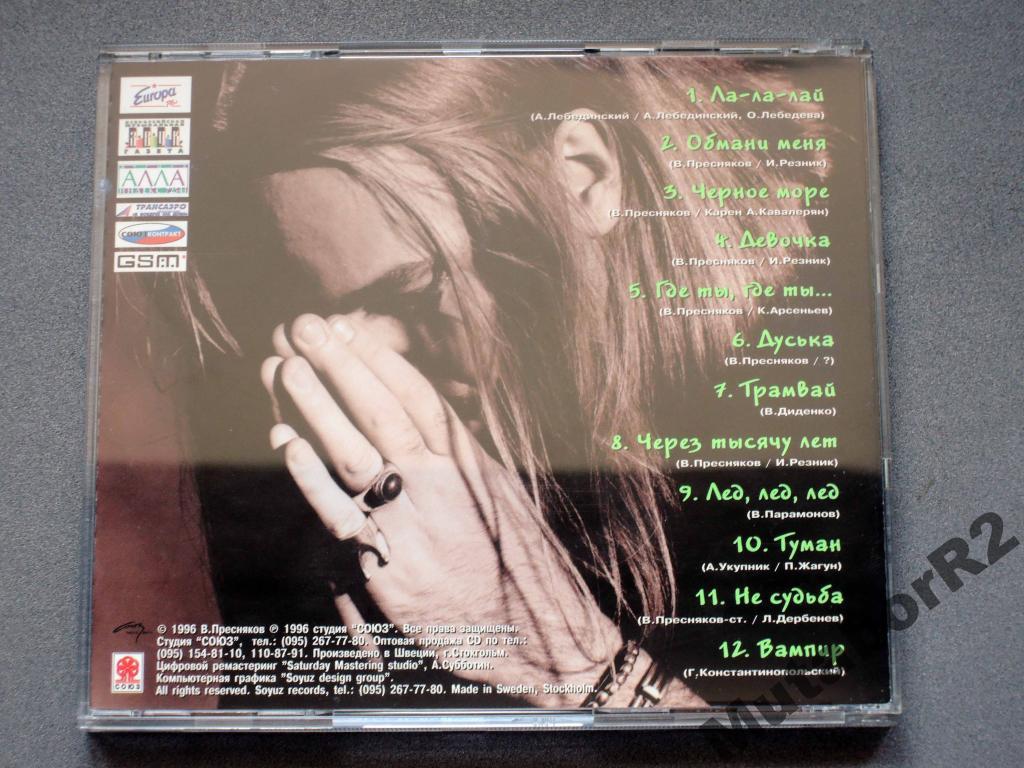 Europa
ГАЗЕТА
АЛЛА
ТРАНСАЭРО
СОЮЗКОНТРАКТ
GSM
1. Ла-ла-лай
(А.Лебединский / А.Лебединский, О.Лебедева)
2. Обмани меня
(В.Пресняков / И.Резник)
3. Черное море
(В.Пресняков / Карен А.Кавалерян)
4. Девочка
(В.Пресняков / И.Резник)
5. Где ты, где ты...
(В.Пресняков / К.Арсеньев)
6. Дуська
(В.Пресняков / ?)
7. Трамвай
(В.Диденко)
8. Через тысячу лет
(В.Пресняков / И.Резник)
9. Лед, лед, лед
(В.Парамонов)
10. Туман
(А.Укупник / П.Жагун)
11. Не судьба
(В.Пресняков-ст. / Л.Дербенев)
12. Вампир
(Г,Константинопольский)
© 1996 В.Пресняков ℗ 1996 студия "СОЮЗ". Все права защищены.
Студия "СОЮЗ", тел.: (095) 267-77-80. Оптовая продажа CD по тел.:
(095) 154-81-10, 110-87-91. Произведено в Швеции, г.Стокгольм.
Цифровой ремастеринг "Saturday Mastering studio", А.Субботин.
Компьютерная графика "Soyuz design group".
All rights reserved. Soyuz records, tel.: (095) 267-77-80. Made in Sweden, Stockholm.
СОЮЗ